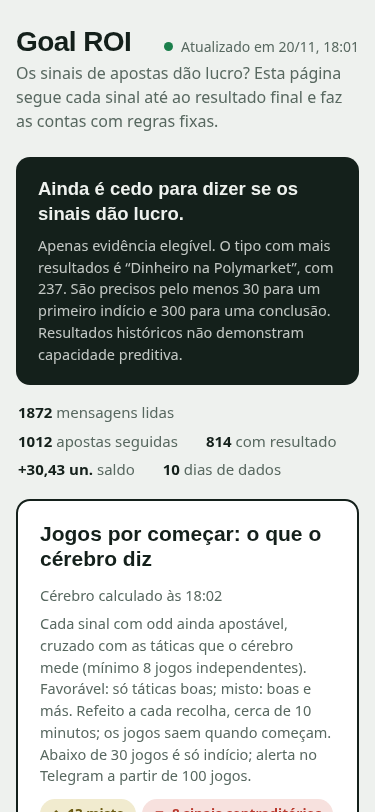 Goal ROI
Atualizado em 20/11, 18:01
Os sinais de apostas dão lucro? Esta página
segue cada sinal até ao resultado final e faz
as contas com regras fixas.
Ainda é cedo para dizer se os
sinais dão lucro.
Apenas evidência elegível. O tipo com mais
resultados é “Dinheiro na Polymarket”, com
237. São precisos pelo menos 30 para um
primeiro indício e 300 para uma conclusão.
Resultados históricos não demonstram
capacidade preditiva.
1872 mensagens lidas
1012 apostas seguidas 814 com resultado
+30,43 un. saldo 10 dias de dados
Jogos por começar: o que o
cérebro diz
Cérebro calculado às 18:02
Cada sinal com odd ainda apostável,
cruzado com as táticas que o cérebro
mede (mínimo 8 jogos independentes).
Favorável: só táticas boas; misto: boas e
más. Refeito a cada recolha, cerca de 10
minutos; os jogos saem quando começam.
Abaixo de 30 jogos é só indício; alerta no
Telegram a partir de 100 jogos.